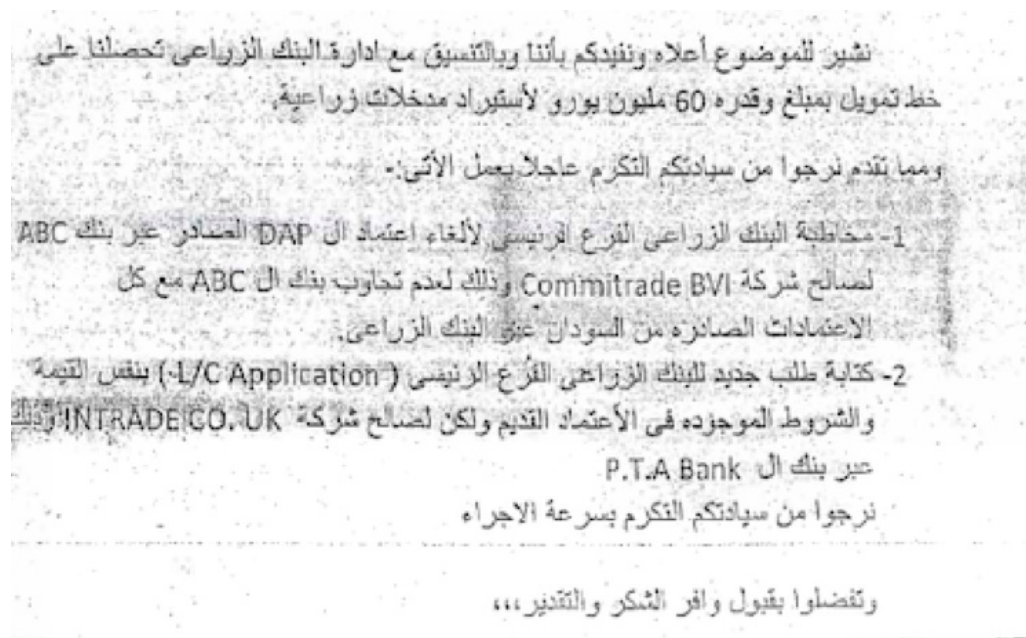 نشير للموضوع أعلاه ونفيدكم بأننا وبالتنسيق مع ادارة البنك الزراعى تحصلنا على
خط تمويل بمبلغ وقدره 60 مليون يورو لأستيراد مدخلات زراعية.
ومما تقدم نرجوا من سيادتكم التكرم عاجلا بعمل الأتى:-
1- مخاطبة البنك الزراعى الفرع الرئيسى لألغاء اعتماد ال DAP الصادر عبر بنك ABC
لصالح شركة Commitrade BVI وذلك لعدم تجاوب بنك ال ABC مع كل
الاعتمادات الصادره من السودان عبر البنك الزراعى.
2- كتابة طلب جديد للبنك الزراعى الفرع الرئيسى (L/C Application) بنفس القيمة
والشروط الموجوده فى الأعتماد القديم ولكن لصالح شركة INTRADE CO. UK وذلك
عبر بنك ال P.T.A Bank
نرجوا من سيادتكم التكرم بسرعة الاجراء
وتفضلوا بقبول وافر الشكر والتقدير،،،